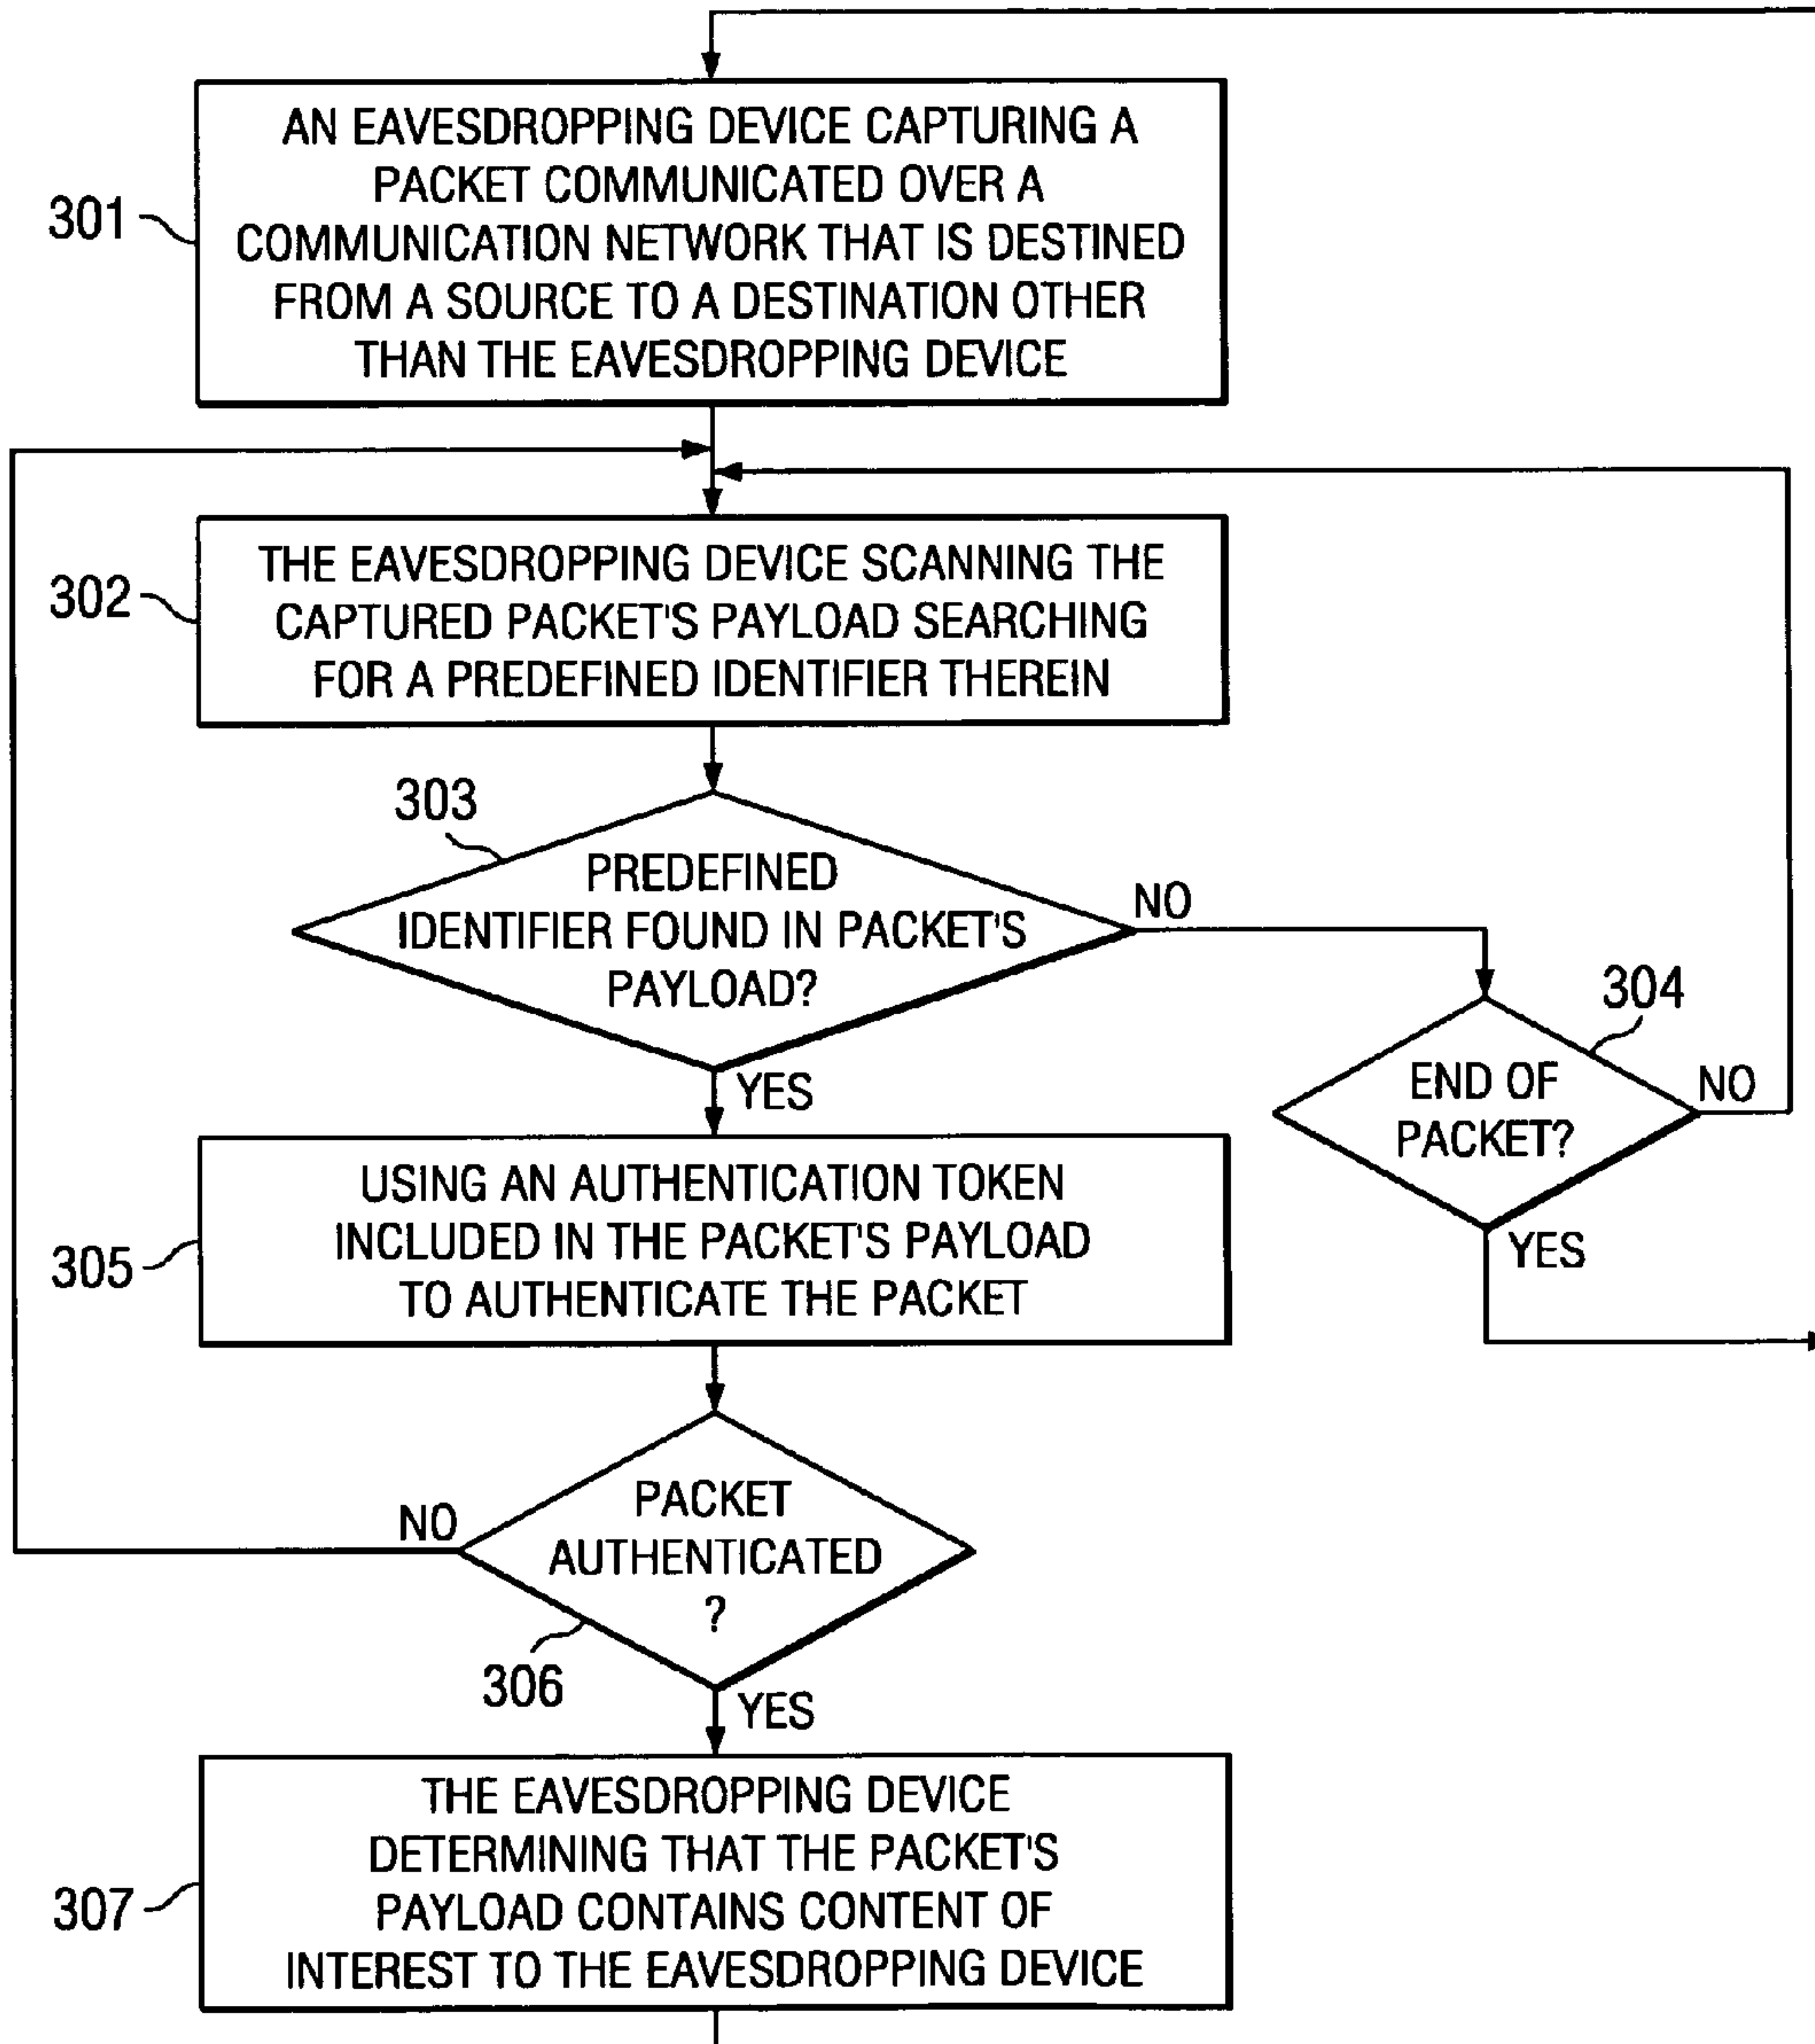 AN EAVESDROPPING DEVICE CAPTURING A
PACKET COMMUNICATED OVER A
COMMUNICATION NETWORK THAT IS DESTINED
FROM A SOURCE TO A DESTINATION OTHER
THAN THE EAVESDROPPING DEVICE
301
THE EAVESDROPPING DEVICE SCANNING THE
CAPTURED PACKET'S PAYLOAD SEARCHING
FOR A PREDEFINED IDENTIFIER THEREIN
302
303
PREDEFINED
IDENTIFIER FOUND IN PACKET'S
PAYLOAD?
NO
YES
304
END OF
PACKET?
NO
YES
USING AN AUTHENTICATION TOKEN
INCLUDED IN THE PACKET'S PAYLOAD
TO AUTHENTICATE THE PACKET
305
PACKET
AUTHENTICATED
?
NO
306
YES
THE EAVESDROPPING DEVICE
DETERMINING THAT THE PACKET'S
PAYLOAD CONTAINS CONTENT OF
INTEREST TO THE EAVESDROPPING DEVICE
307